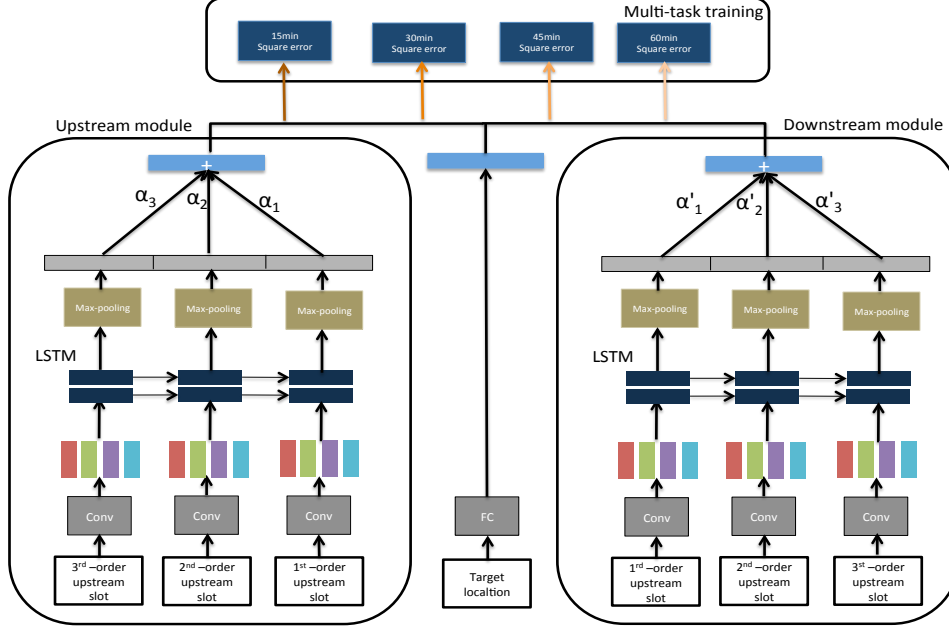 Multi-task training
15min
Square error
30min
Square error
45min
Square error
60min
Square error
Upstream module
Downstream module
+
+
α3
α2
α1
α'1
α'2
α'3
Max-pooling
Max-pooling
Max-pooling
Max-pooling
Max-pooling
Max-pooling
LSTM
LSTM
Conv
Conv
Conv
FC
Conv
Conv
Conv
3rd –order
upstream
slot
2nd –order
upstream
slot
1st –order
upstream
slot
Target
localtion
1rd –order
upstream
slot
2nd –order
upstream
slot
3st –order
upstream
slot